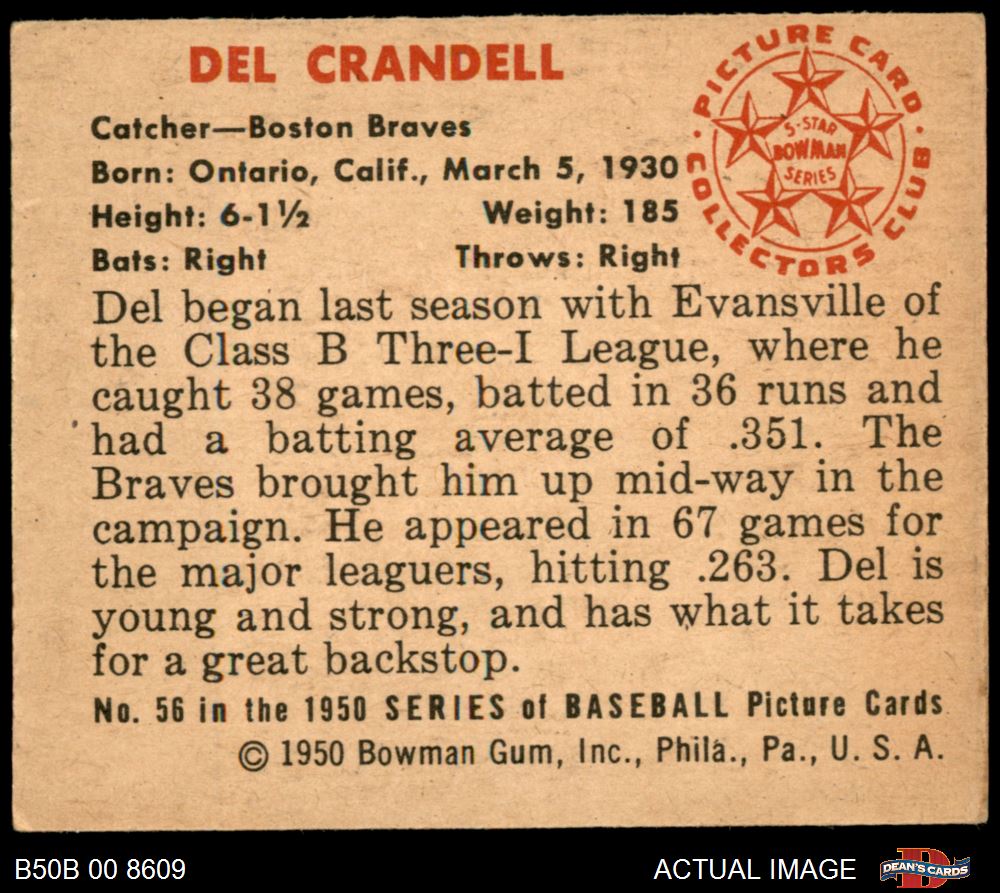 DEL CRANDELL
Catcher—Boston Braves
Born: Ontario, Calif., March 5, 1930
Height: 6-1½ Weight: 185
Bats: Right Throws: Right
PICTURE CARD
COLLECTORS CLUB
5-STAR
BOWMAN
SERIES
Del began last season with Evansville of
the Class B Three-I League, where he
caught 38 games, batted in 36 runs and
had a batting average of .351. The
Braves brought him up mid-way in the
campaign. He appeared in 67 games for
the major leaguers, hitting .263. Del is
young and strong, and has what it takes
for a great backstop.
No. 56 in the 1950 SERIES of BASEBALL Picture Cards
© 1950 Bowman Gum, Inc., Phila., Pa., U. S. A.
B50B 00 8609
ACTUAL IMAGE
DEAN'S CARDS